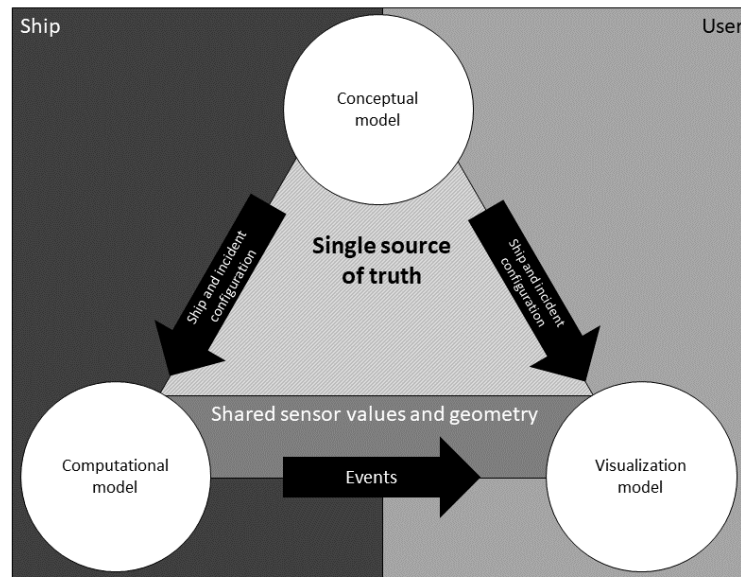 Ship
User
Conceptual
model
Single source
of truth
Ship and incident
configuration
Ship and incident
configuration
Shared sensor values and geometry
Computational
model
Events
Visualization
model